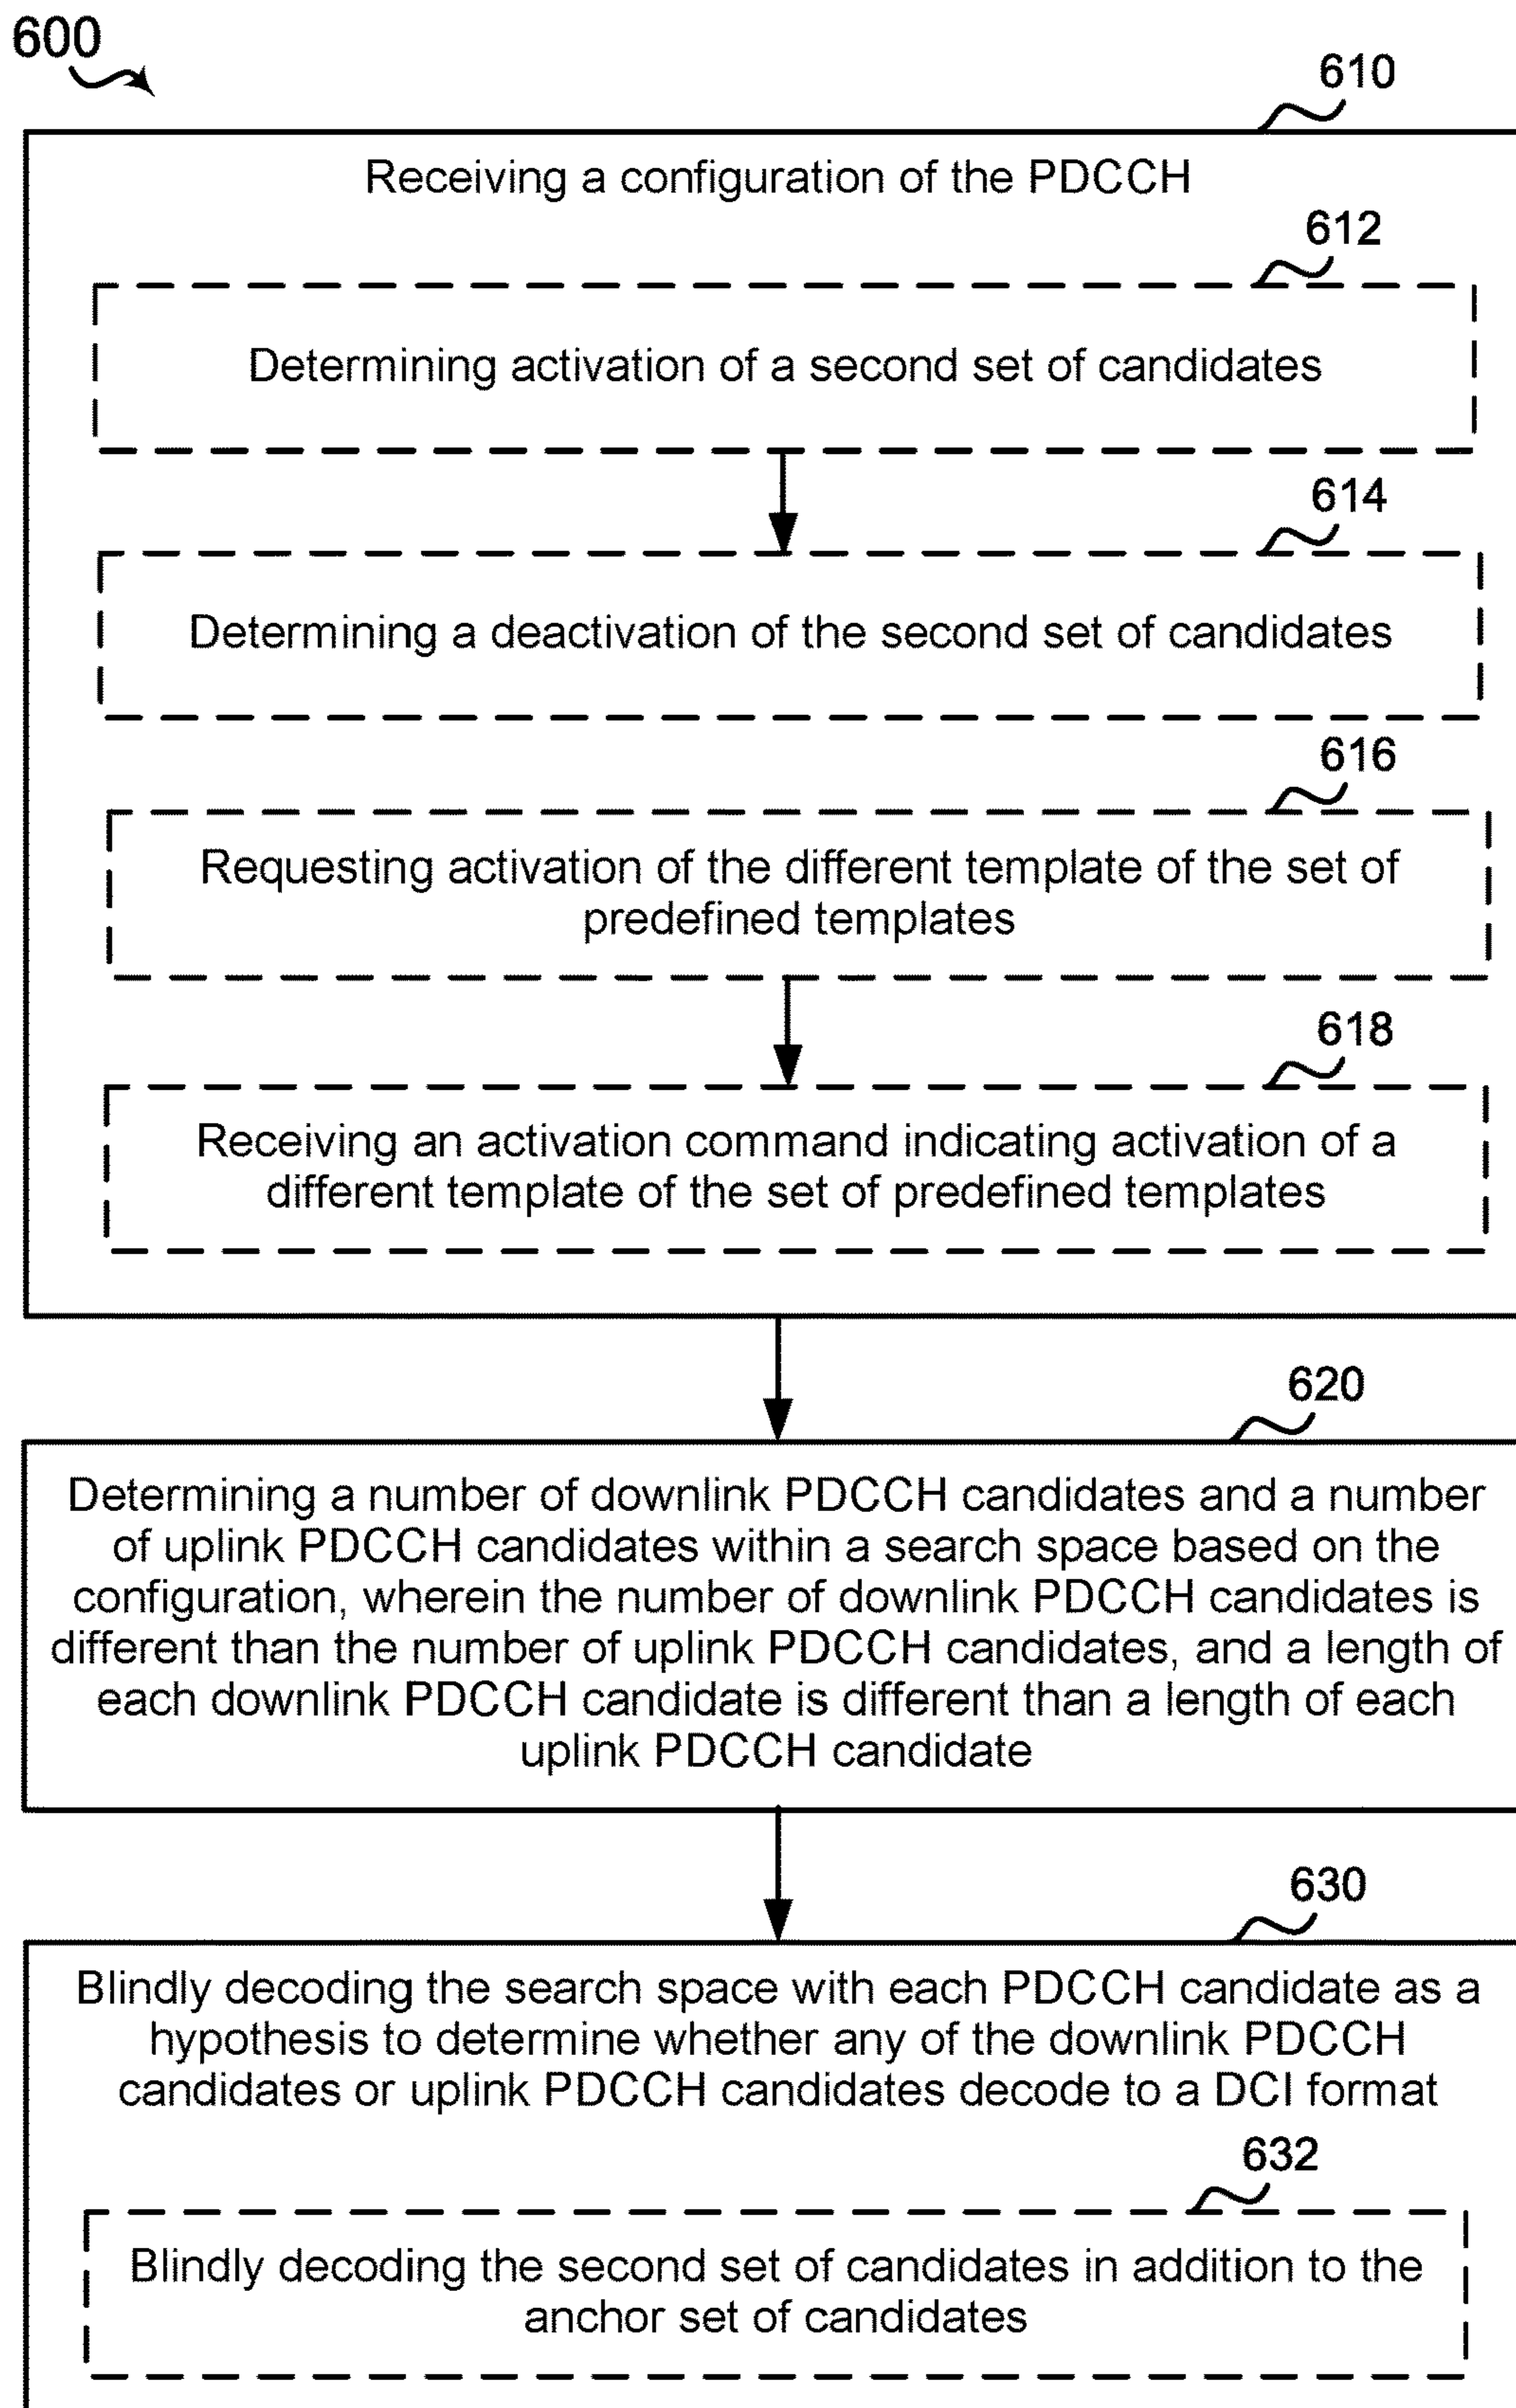 600
610
Receiving a configuration of the PDCCH
612
Determining activation of a second set of candidates
614
Determining a deactivation of the second set of candidates
616
Requesting activation of the different template of the set of
predefined templates
618
Receiving an activation command indicating activation of a
different template of the set of predefined templates
620
Determining a number of downlink PDCCH candidates and a number
of uplink PDCCH candidates within a search space based on the
configuration, wherein the number of downlink PDCCH candidates is
different than the number of uplink PDCCH candidates, and a length of
each downlink PDCCH candidate is different than a length of each
uplink PDCCH candidate
630
Blindly decoding the search space with each PDCCH candidate as a
hypothesis to determine whether any of the downlink PDCCH
candidates or uplink PDCCH candidates decode to a DCI format
632
Blindly decoding the second set of candidates in addition to the
anchor set of candidates